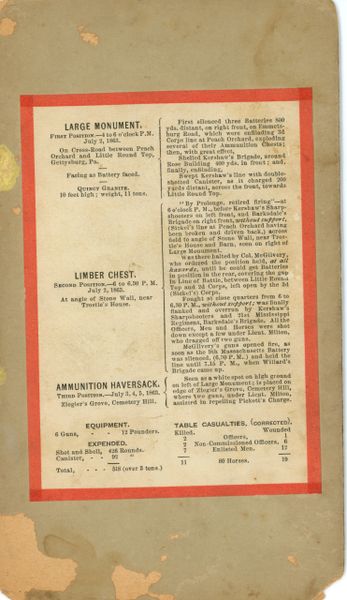 LARGE MONUMENT.
FIRST POSITION.—4 to 6 o'clock P.M.
July 2, 1863.
On Cross-Road between Peach
Orchard and Little Round Top,
Gettysburg, Pa.
Facing as Battery faced.
QUINCY GRANITE.
10 feet high; weight, 11 tons.
First silenced three Batteries 800
yds. distant, on right front, on Emmets-
burg Road, which were enfilading 3d
Corps line at Peach Orchard, exploding
several of their Ammunition Chests;
then, with great effect,
Shelled Kershaw's Brigade, around
Rose Building 400 yds. in front; and,
finally, enfilading,
Swept Kershaw's line with double-
shotted Canister, as it charged 200
yards distant, across the front, towards
Little Round Top.
LIMBER CHEST.
SECOND POSITION.—6 to 6.30 P.M.
July 2, 1863.
At angle of Stone Wall, near
Trostle's House.
"By Prolonge, retired firing"—at
6 o'clock P. M., before Kershaw's Sharp-
shooters on left front, and Barksdale's
Brigade on right front, without support,
(Sickel's line at Peach Orchard having
been broken and driven back,) across
field to angle of Stone Wall, near Tros-
tle's House and Barn, seen on right of
Large Monument.
Was there halted by Col. McGilvery,
who ordered the position held, at all
hazards, until he could get Batteries
in position in the rear, covering the gap
in Line of Battle, between Little Round
Top and 2d Corps, left open by the 3d
(Sickel's) Corps.
Fought at close quarters from 6 to
6.30 P.M., without support; was finally
flanked and overrun by Kershaw's
Sharpshooters and 21st Mississippi
Regiment, Barksdale's Brigade. All the
Officers, Men and Horses were shot
down except a few under Lieut. Milton,
who dragged off two guns.
McGilvery's guns opened fire, as
soon as the 9th Massachusetts Battery
was silenced, (6.30 P.M.) and held the
line until 7.15 P. M., when Willard's
Brigade came up.
AMMUNITION HAVERSACK.
THIRD POSITION.—July 3, 4, 5, 1863.
Ziegler's Grove, Cemetery Hill.
Seen as a white spot on high ground
on left of Large Monument; is placed on
edge of Ziegler's Grove, Cemetery Hill,
where two guns, under Lieut. Milton,
assisted in repelling Pickett's Charge.
EQUIPMENT.
6 Guns, - - 12 Pounders.
EXPENDED.
Shot and Shell, 426 Rounds.
Canister, - - 92 "
Total, - - 518 (over 3 tons.)
TABLE CASUALTIES, (CORRECTED).
Killed. Wounded
2 Officers, 1
2 Non-Commissioned Officers, 6
7 Enlisted Men. 12
11 80 Horses. 19